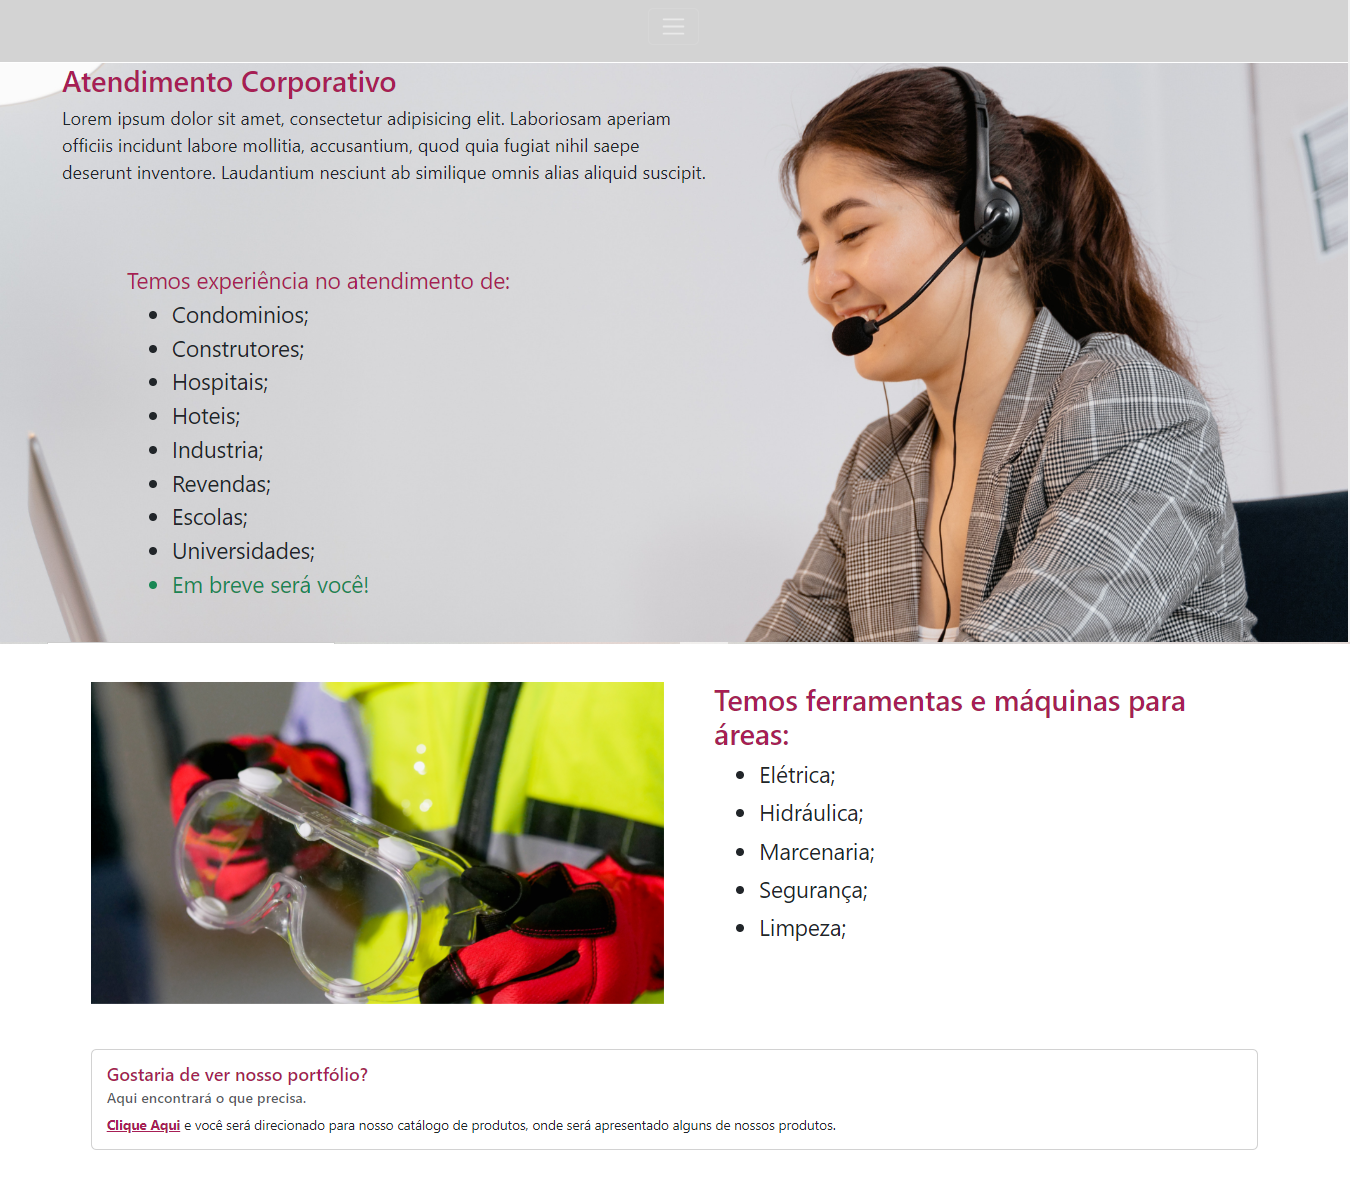 Atendimento Corporativo
Lorem ipsum dolor sit amet, consectetur adipisicing elit. Laboriosam aperiam
officiis incidunt labore mollitia, accusantium, quod quia fugiat nihil saepe
deserunt inventore. Laudantium nesciunt ab similique omnis alias aliquid suscipit.
Temos experiência no atendimento de:
Condominios;
Construtores;
Hospitais;
Hoteis;
Industria;
Revendas;
Escolas;
Universidades;
Em breve será você!
Temos ferramentas e máquinas para
áreas:
Elétrica;
Hidráulica;
Marcenaria;
Segurança;
Limpeza;
Gostaria de ver nosso portfólio?
Aqui encontrará o que precisa.
Clique Aqui e você será direcionado para nosso catálogo de produtos, onde será apresentado alguns de nossos produtos.